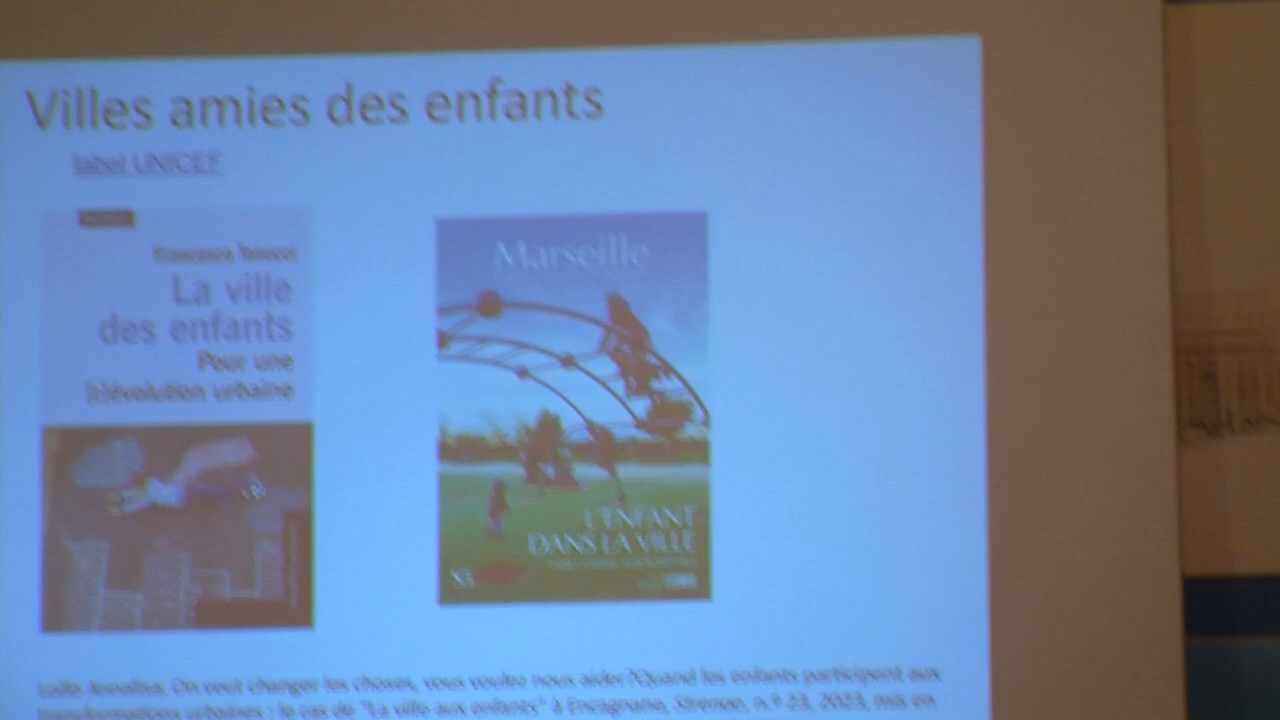 Villes amies des enfants
label UNICEF
Francesco Tonucci
La ville
des enfants
Pour une
[r]évolution urbaine
Marseille
L'ENFANT
DANS LA VILLE
Lollo Annalisa. On veut changer les choses, vous voulez nous aider?Quand les enfants participent aux
transformations urbaines : le cas de "La ville aux enfants" à Encagnane, Strenae, n.º 23, 2023, mis en